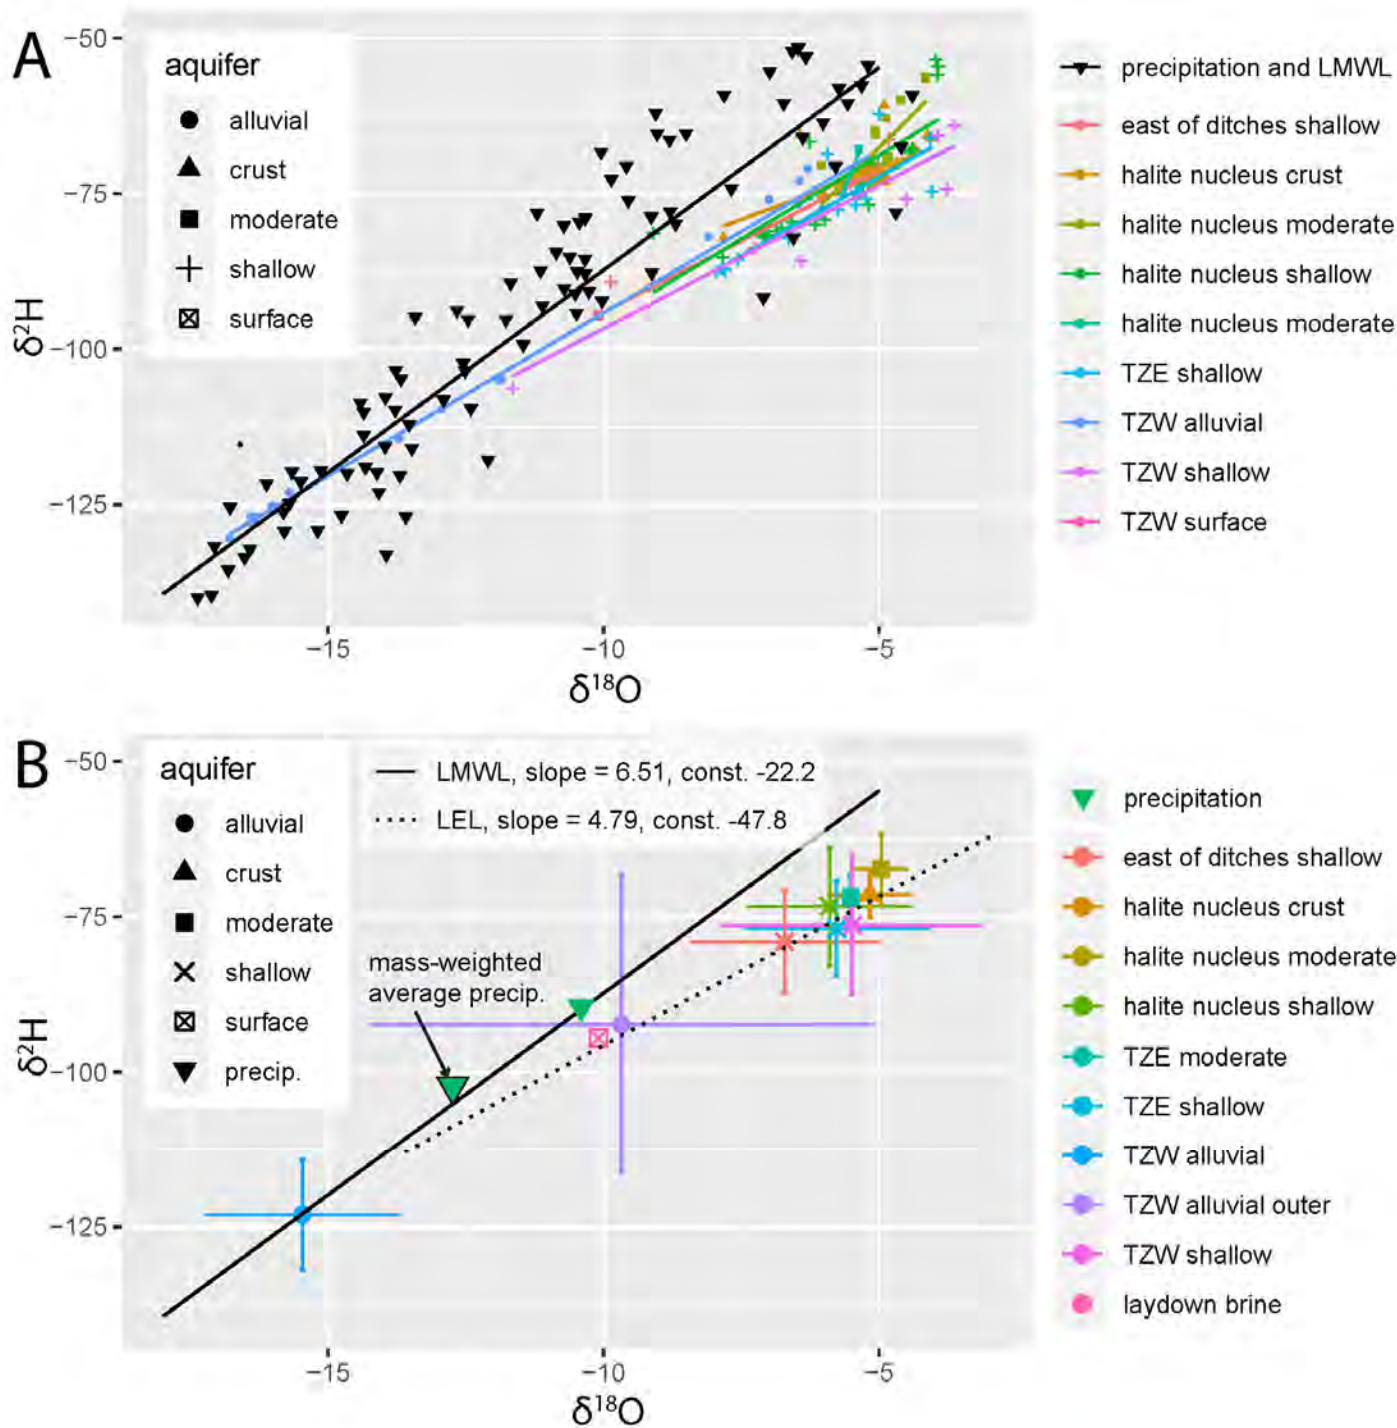 A
aquifer
alluvial
crust
moderate
shallow
surface
−50
−75
−100
−125
δ²H
−15
−10
−5
δ¹⁸O
precipitation and LMWL
east of ditches shallow
halite nucleus crust
halite nucleus moderate
halite nucleus shallow
halite nucleus moderate
TZE shallow
TZW alluvial
TZW shallow
TZW surface
B
aquifer
alluvial
crust
moderate
shallow
surface
precip.
LMWL, slope = 6.51, const. -22.2
LEL, slope = 4.79, const. -47.8
mass-weighted
average precip.
−50
−75
−100
−125
δ²H
−15
−10
−5
δ¹⁸O
precipitation
east of ditches shallow
halite nucleus crust
halite nucleus moderate
halite nucleus shallow
TZE moderate
TZE shallow
TZW alluvial
TZW alluvial outer
TZW shallow
laydown brine